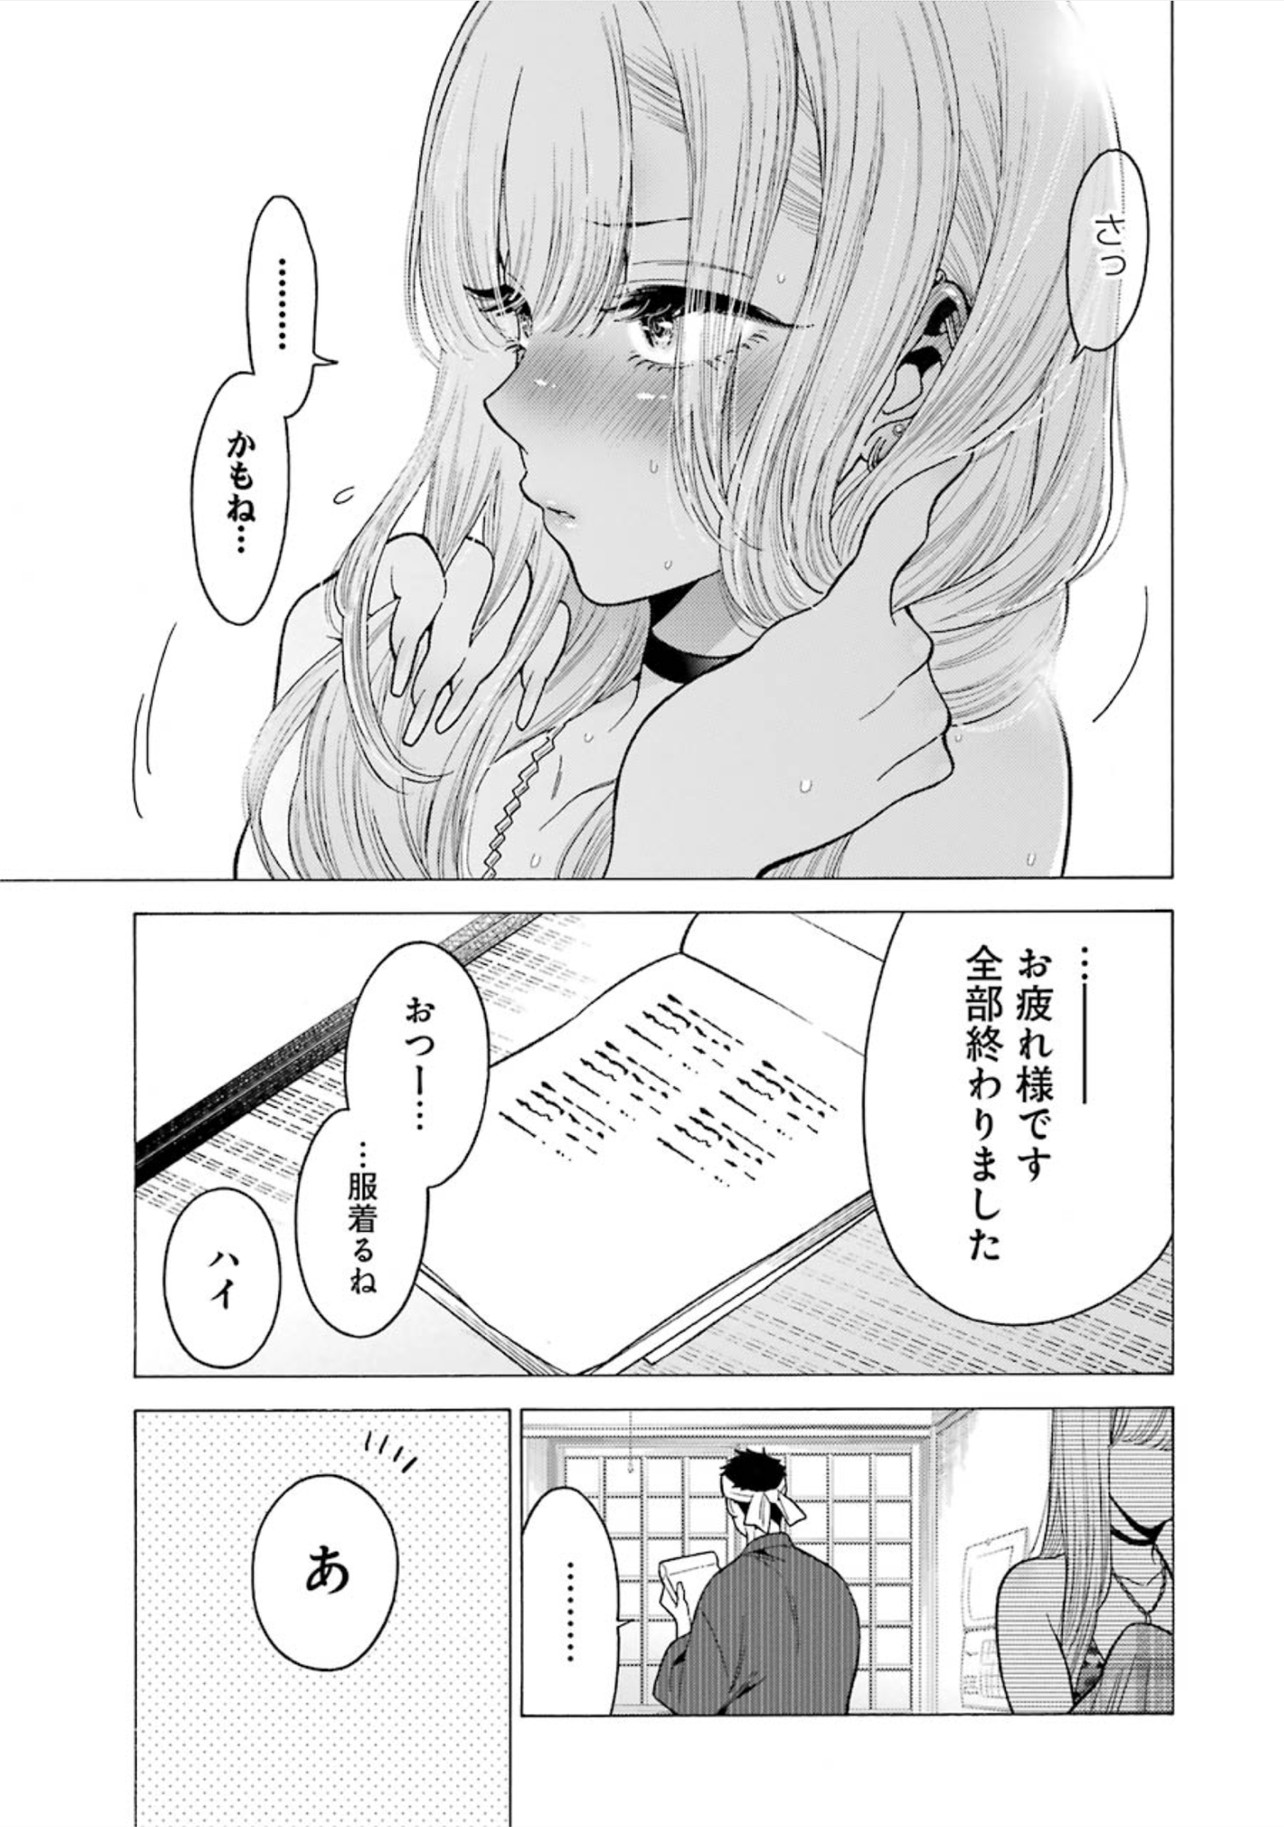 さっ
………
かもね…
…――
お疲れ様です
全部終わりました
おつー…
…服着るね
ハイ
………
あ